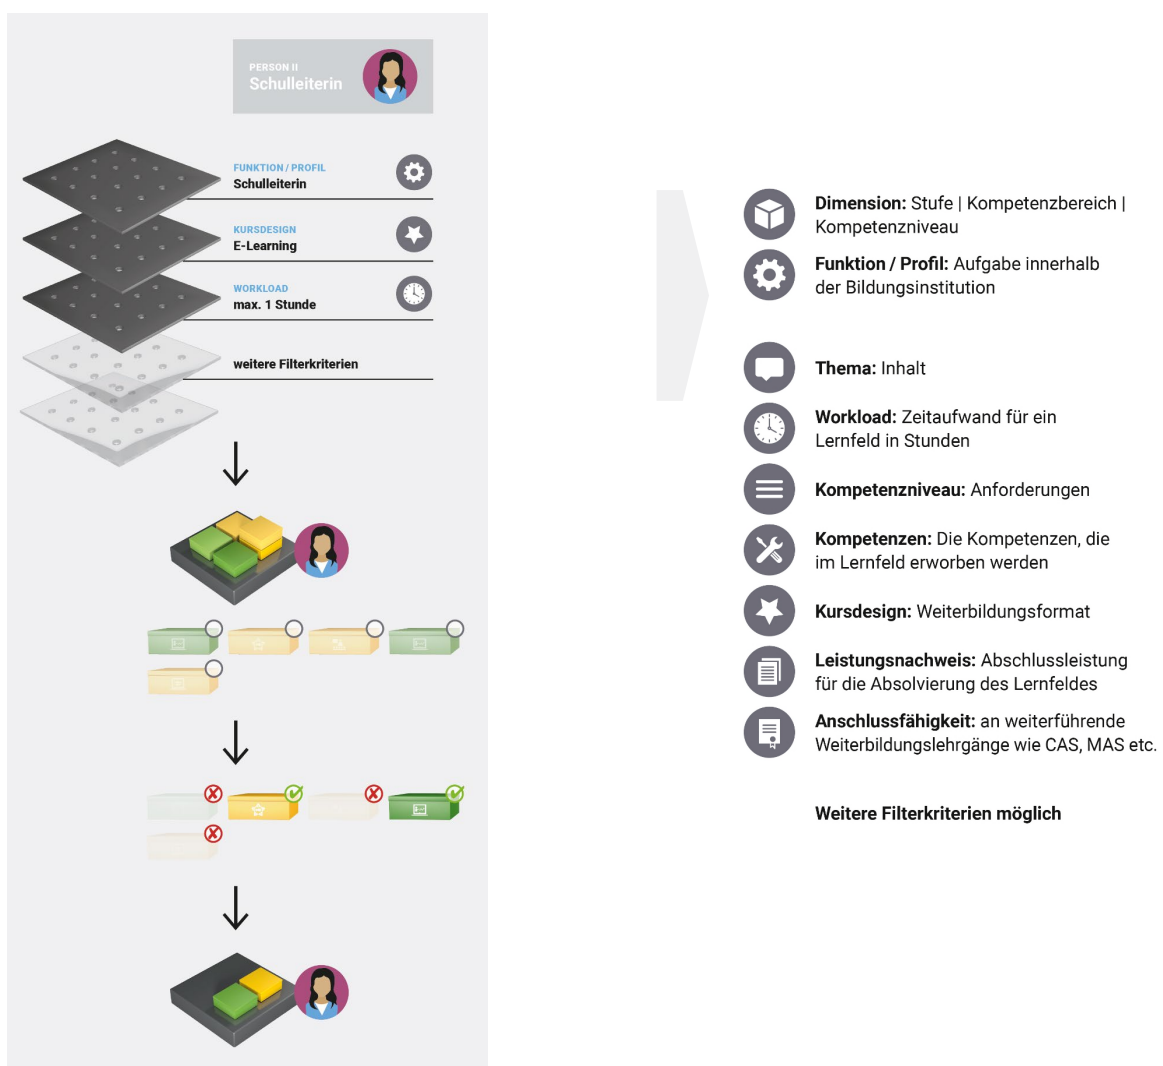 PERSON II
Schulleiterin
FUNKTION / PROFIL
Schulleiterin
KURSDESIGN
E-Learning
WORKLOAD
max. 1 Stunde
weitere Filterkriterien
Dimension: Stufe | Kompetenzbereich |
Kompetenzniveau
Funktion / Profil: Aufgabe innerhalb
der Bildungsinstitution
Thema: Inhalt
Workload: Zeitaufwand für ein
Lernfeld in Stunden
Kompetenzniveau: Anforderungen
Kompetenzen: Die Kompetenzen, die
im Lernfeld erworben werden
Kursdesign: Weiterbildungsformat
Leistungsnachweis: Abschlussleistung
für die Absolvierung des Lernfeldes
Anschlussfähigkeit: an weiterführende
Weiterbildungslehrgänge wie CAS, MAS etc.
Weitere Filterkriterien möglich